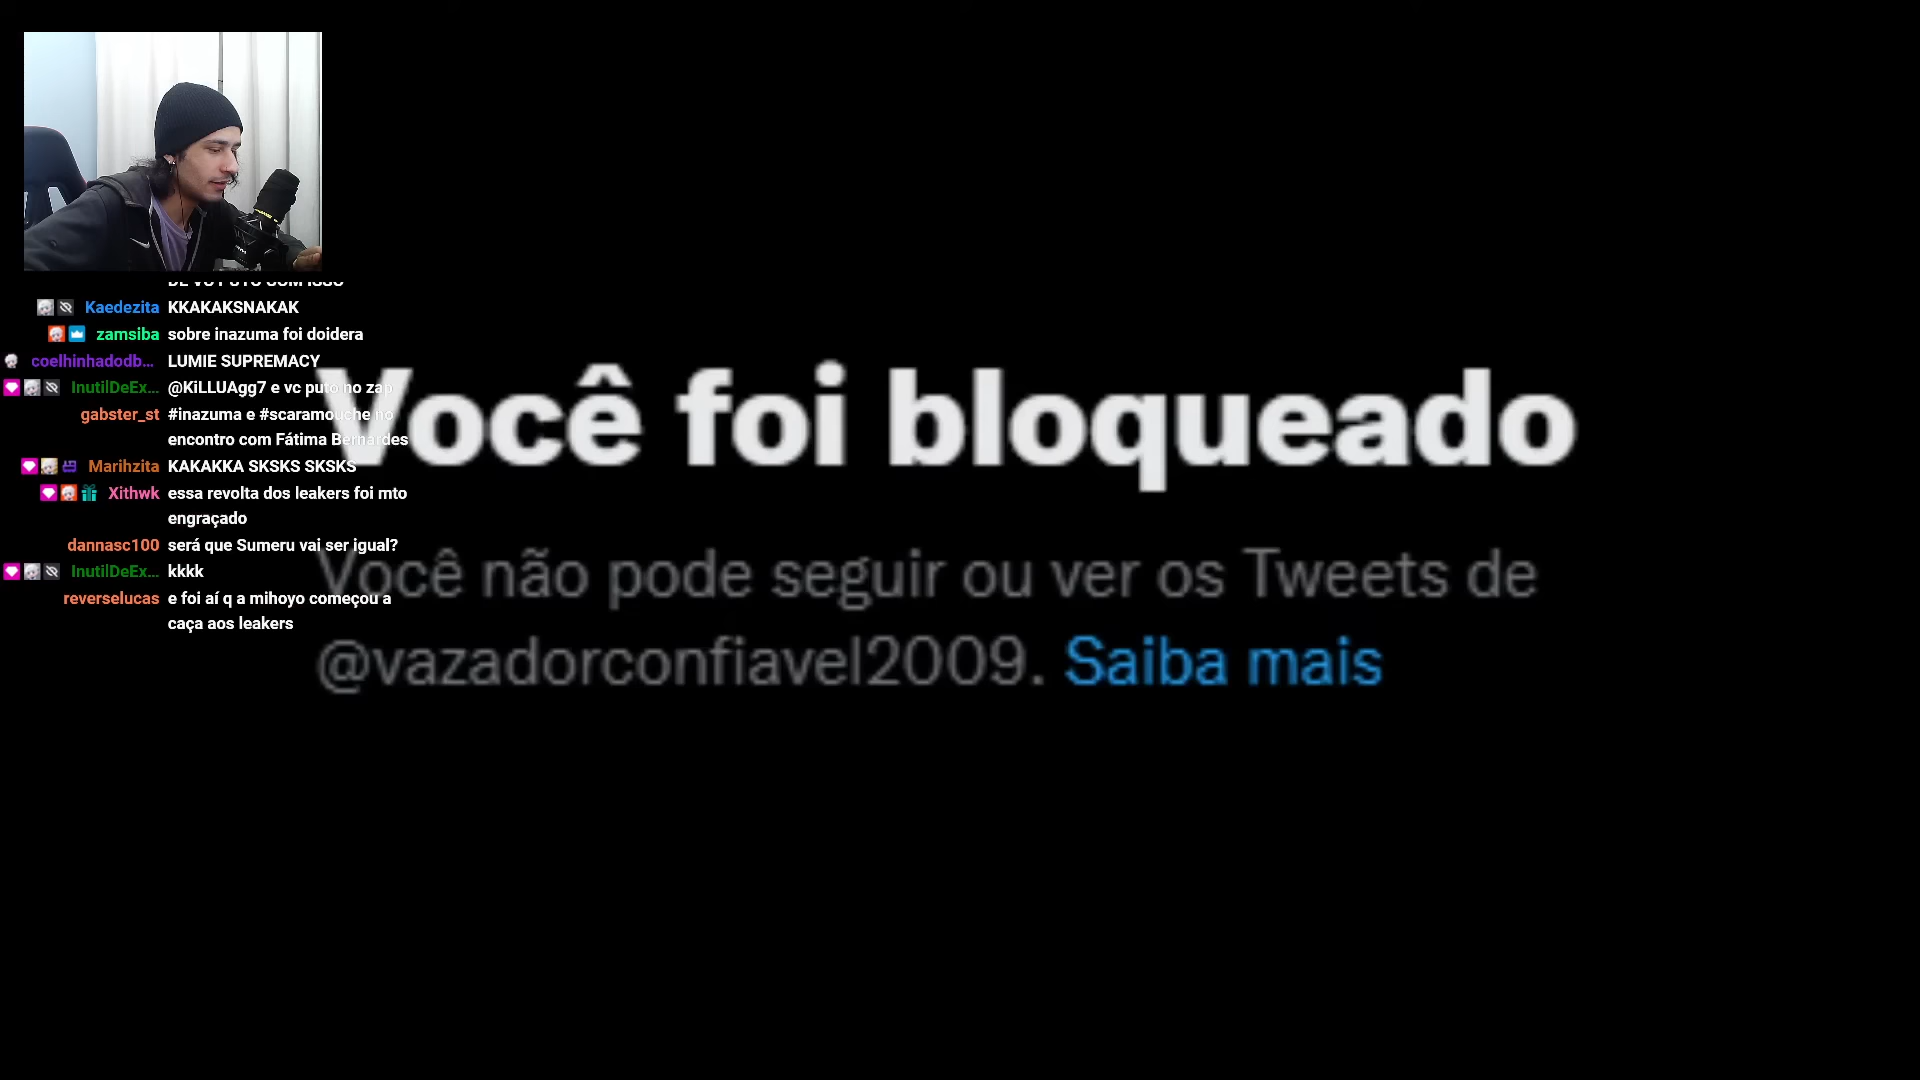 Kaedezita KKAKAKSNAKAK
zamsiba sobre inazuma foi doidera
coelhinhadodb... LUMIE SUPREMACY
InutilDeEx... @KiLLUAgg7 e vc puto no zap
gabster_st #inazuma e #scaramouche no
encontro com Fátima Bernardes
Marihzita KAKAKKA SKSKS SKSKS
Xithwk essa revolta dos leakers foi mto
engraçado
dannasc100 será que Sumeru vai ser igual?
InutilDeEx... kkkk
reverselucas e foi aí q a mihoyo começou a
caça aos leakers
Você foi bloqueado
Você não pode seguir ou ver os Tweets de
@vazadorconfiavel2009. Saiba mais